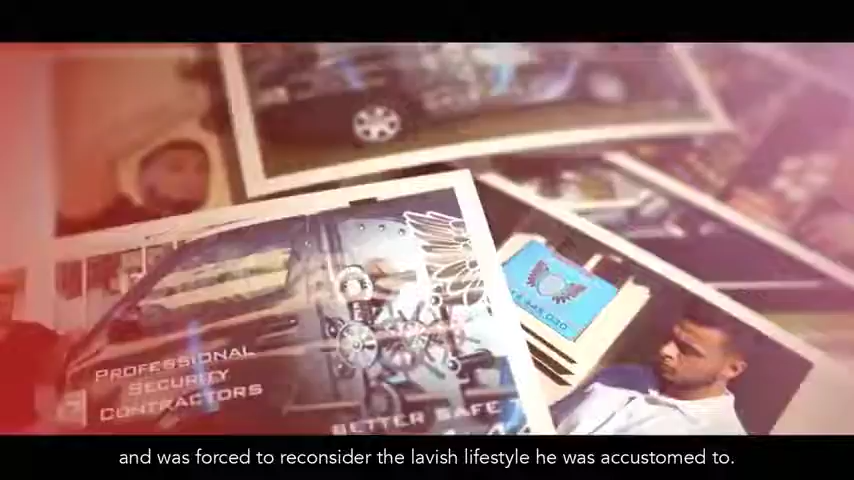 PROFESSIONAL
SECURITY
CONTRACTORS
BETTER SAFE
and was forced to reconsider the lavish lifestyle he was accustomed to.